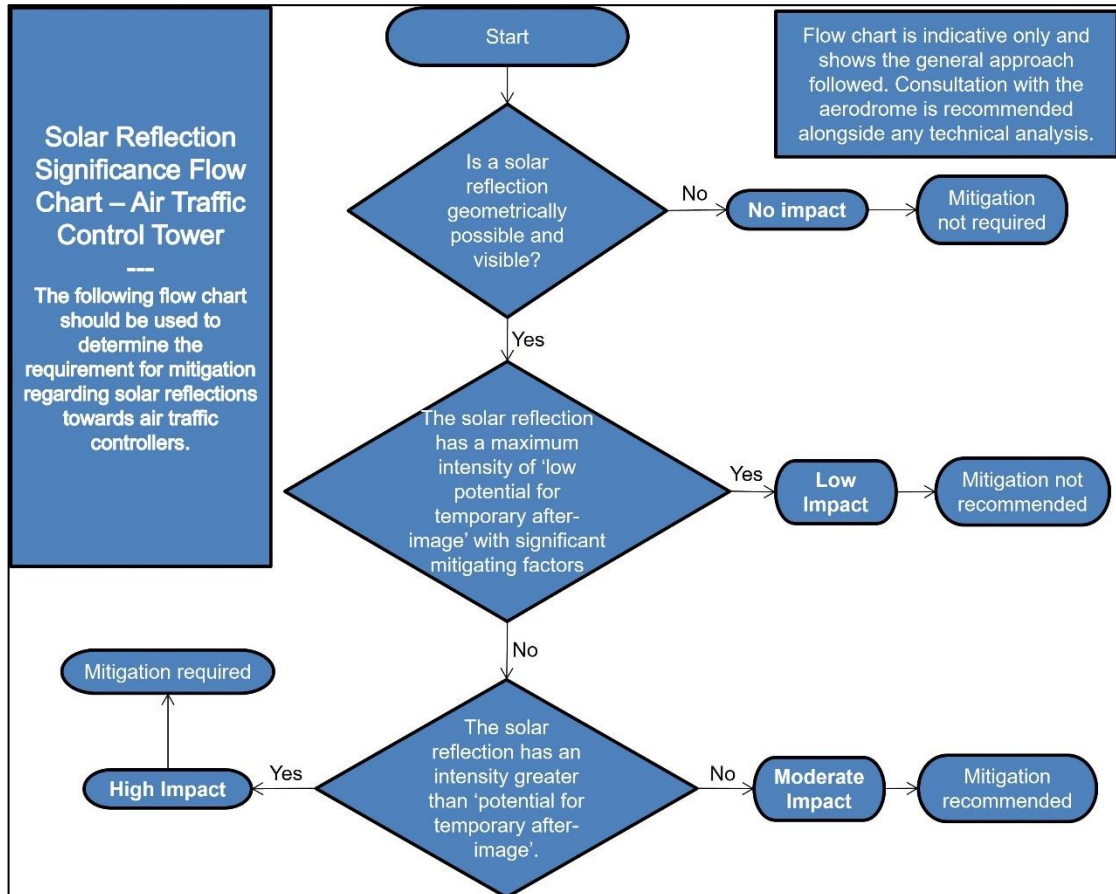 Solar Reflection
Significance Flow
Chart – Air Traffic
Control Tower
---
The following flow chart
should be used to
determine the
requirement for mitigation
regarding solar reflections
towards air traffic
controllers.
Start
Flow chart is indicative only and
shows the general approach
followed. Consultation with the
aerodrome is recommended
alongside any technical analysis.
Is a solar
reflection
geometrically
possible and
visible?
No
No impact
Mitigation
not required
Yes
The solar reflection
has a maximum
intensity of ‘low
potential for
temporary after-
image’ with significant
mitigating factors
Yes
Low
Impact
Mitigation not
recommended
No
The solar
reflection has an
intensity greater
than ‘potential for
temporary after-
image’.
Yes
High Impact
Mitigation required
No
Moderate
Impact
Mitigation
recommended